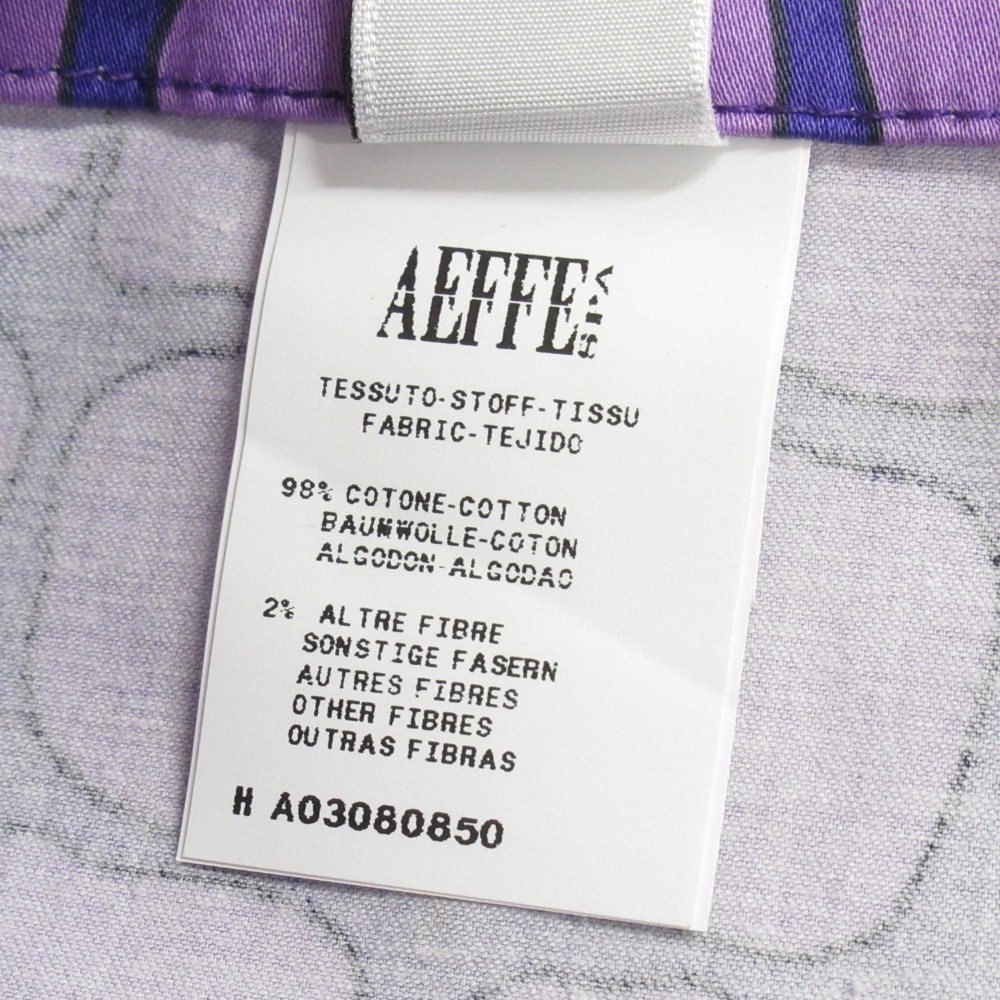 AEFFE SPA
TESSUTO-STOFF-TISSU
FABRIC-TEJIDO
98% COTONE-COTTON
BAUMWOLLE-COTON
ALGODON-ALGODAO
2% ALTRE FIBRE
SONSTIGE FASERN
AUTRES FIBRES
OTHER FIBRES
OUTRAS FIBRAS
H A03080850